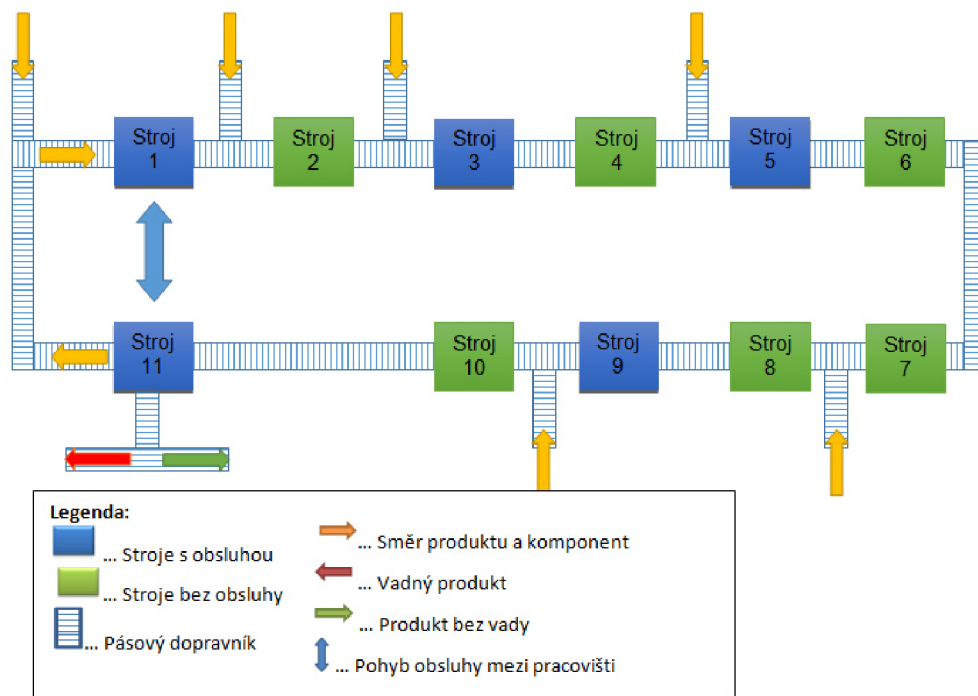 Stroj
1
Stroj
2
Stroj
3
Stroj
4
Stroj
5
Stroj
6
Stroj
11
Stroj
10
Stroj
9
Stroj
8
Stroj
7
Legenda:
... Stroje s obsluhou
... Stroje bez obsluhy
... Pásový dopravník
... Směr produktu a komponent
... Vadný produkt
... Produkt bez vady
... Pohyb obsluhy mezi pracovišti